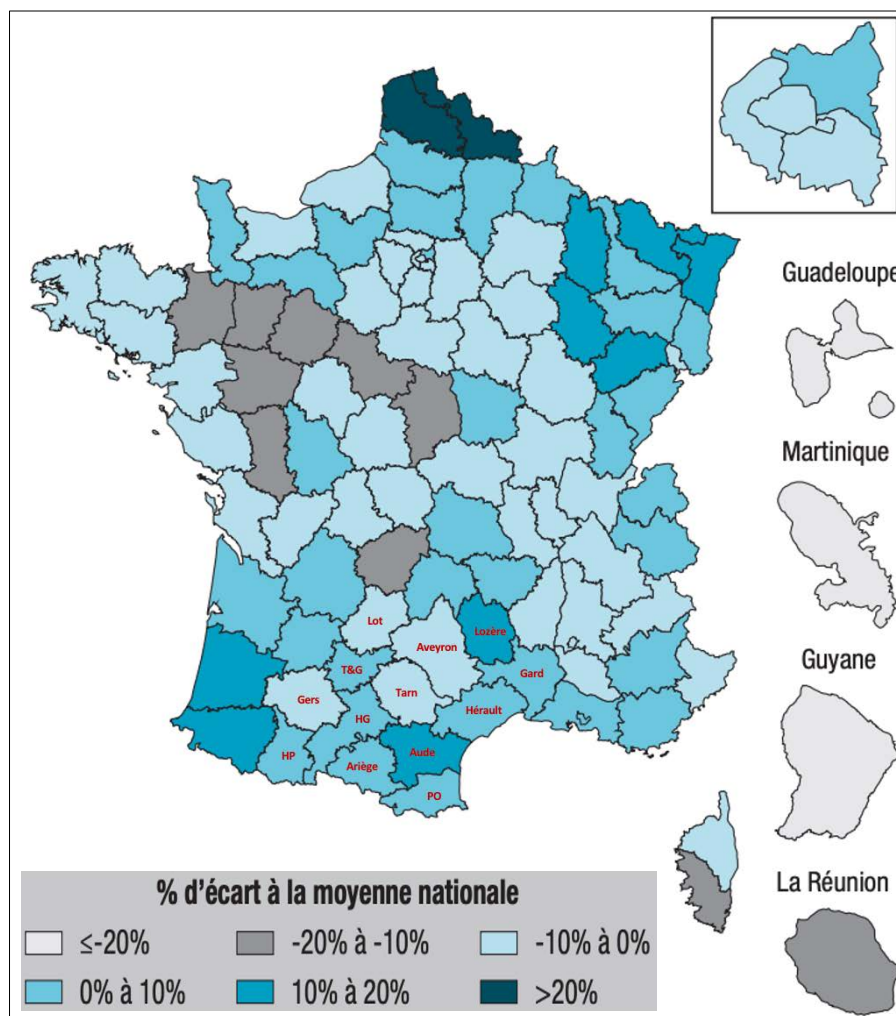 Guadeloupe
Martinique
Lot
Lozère
Aveyron
T&G
Gard
Guyane
Gers
Tarn
HG
Hérault
Aude
HP
Ariège
PO
% d'écart à la moyenne nationale
La Réunion
≤-20%
-20% à -10%
-10% à 0%
0% à 10%
10% à 20%
>20%